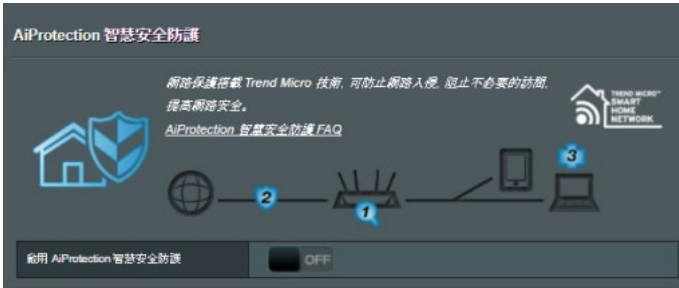 AiProtection 智慧安全防護
網路保護搭載 Trend Micro 技術, 可防止網路入侵, 阻止不必要的訪問,
提高網路安全。
AiProtection 智慧安全防護 FAQ
TREND MICRO™
SMART
HOME
NETWORK
3
2
1
啟用 AiProtection 智慧安全防護
OFF